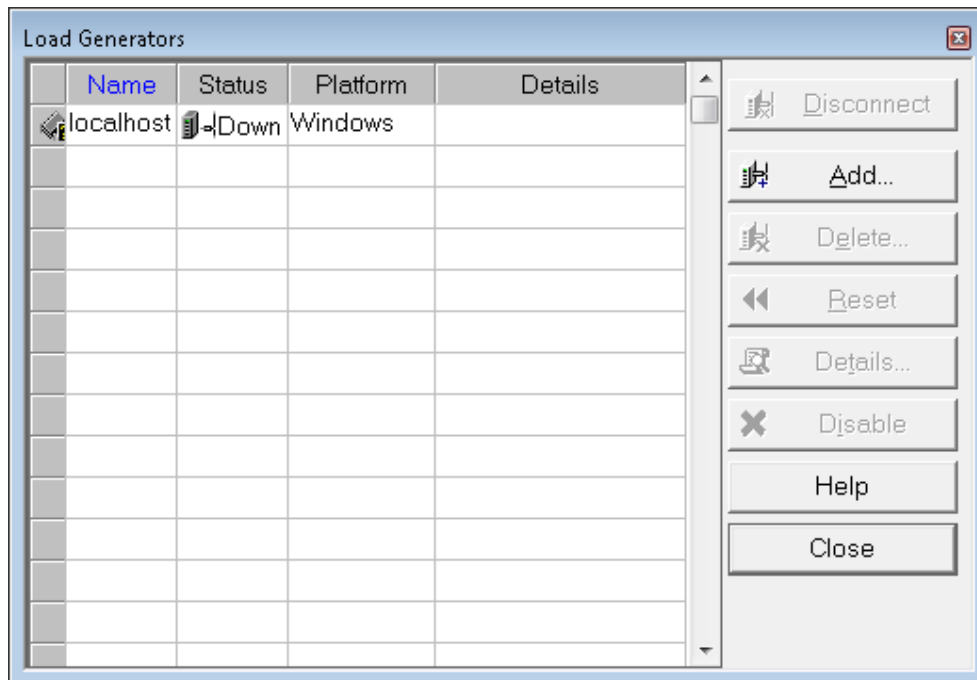 Load Generators
Name Status Platform Details
localhost Down Windows
Disconnect
Add...
Delete...
Reset
Details...
Disable
Help
Close